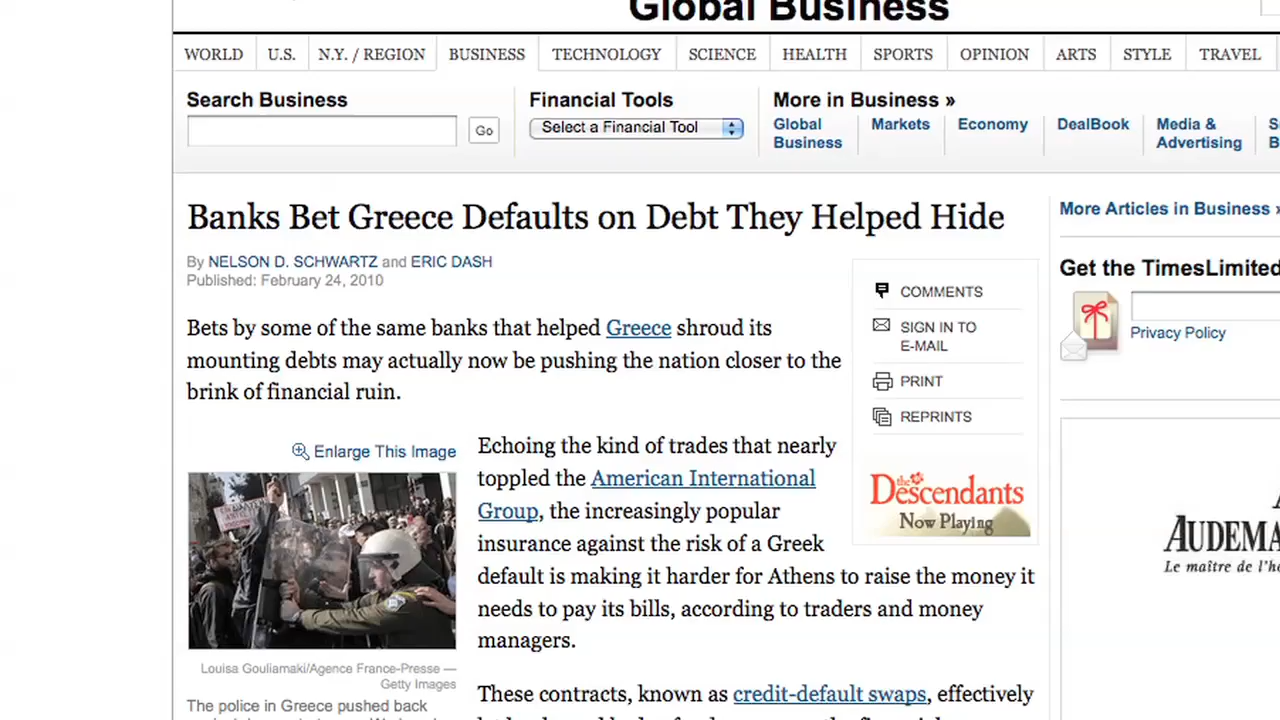 Global Business
WORLD U.S. N.Y. / REGION BUSINESS TECHNOLOGY SCIENCE HEALTH SPORTS OPINION ARTS STYLE TRAVEL
Search Business
Go
Financial Tools
Select a Financial Tool
More in Business »
Global Business
Markets
Economy
DealBook
Media &
Advertising
Banks Bet Greece Defaults on Debt They Helped Hide
By NELSON D. SCHWARTZ and ERIC DASH
Published: February 24, 2010
Bets by some of the same banks that helped Greece shroud its
mounting debts may actually now be pushing the nation closer to the
brink of financial ruin.
Enlarge This Image
Louisa Gouliamaki/Agence France-Presse —
Getty Images
The police in Greece pushed back
Echoing the kind of trades that nearly
toppled the American International
Group, the increasingly popular
insurance against the risk of a Greek
default is making it harder for Athens to raise the money it
needs to pay its bills, according to traders and money
managers.
These contracts, known as credit-default swaps, effectively
COMMENTS
SIGN IN TO
E-MAIL
PRINT
REPRINTS
the
Descendants
Now Playing
More Articles in Business »
Get the TimesLimited
Privacy Policy
AUDEMA
Le maître de l'h